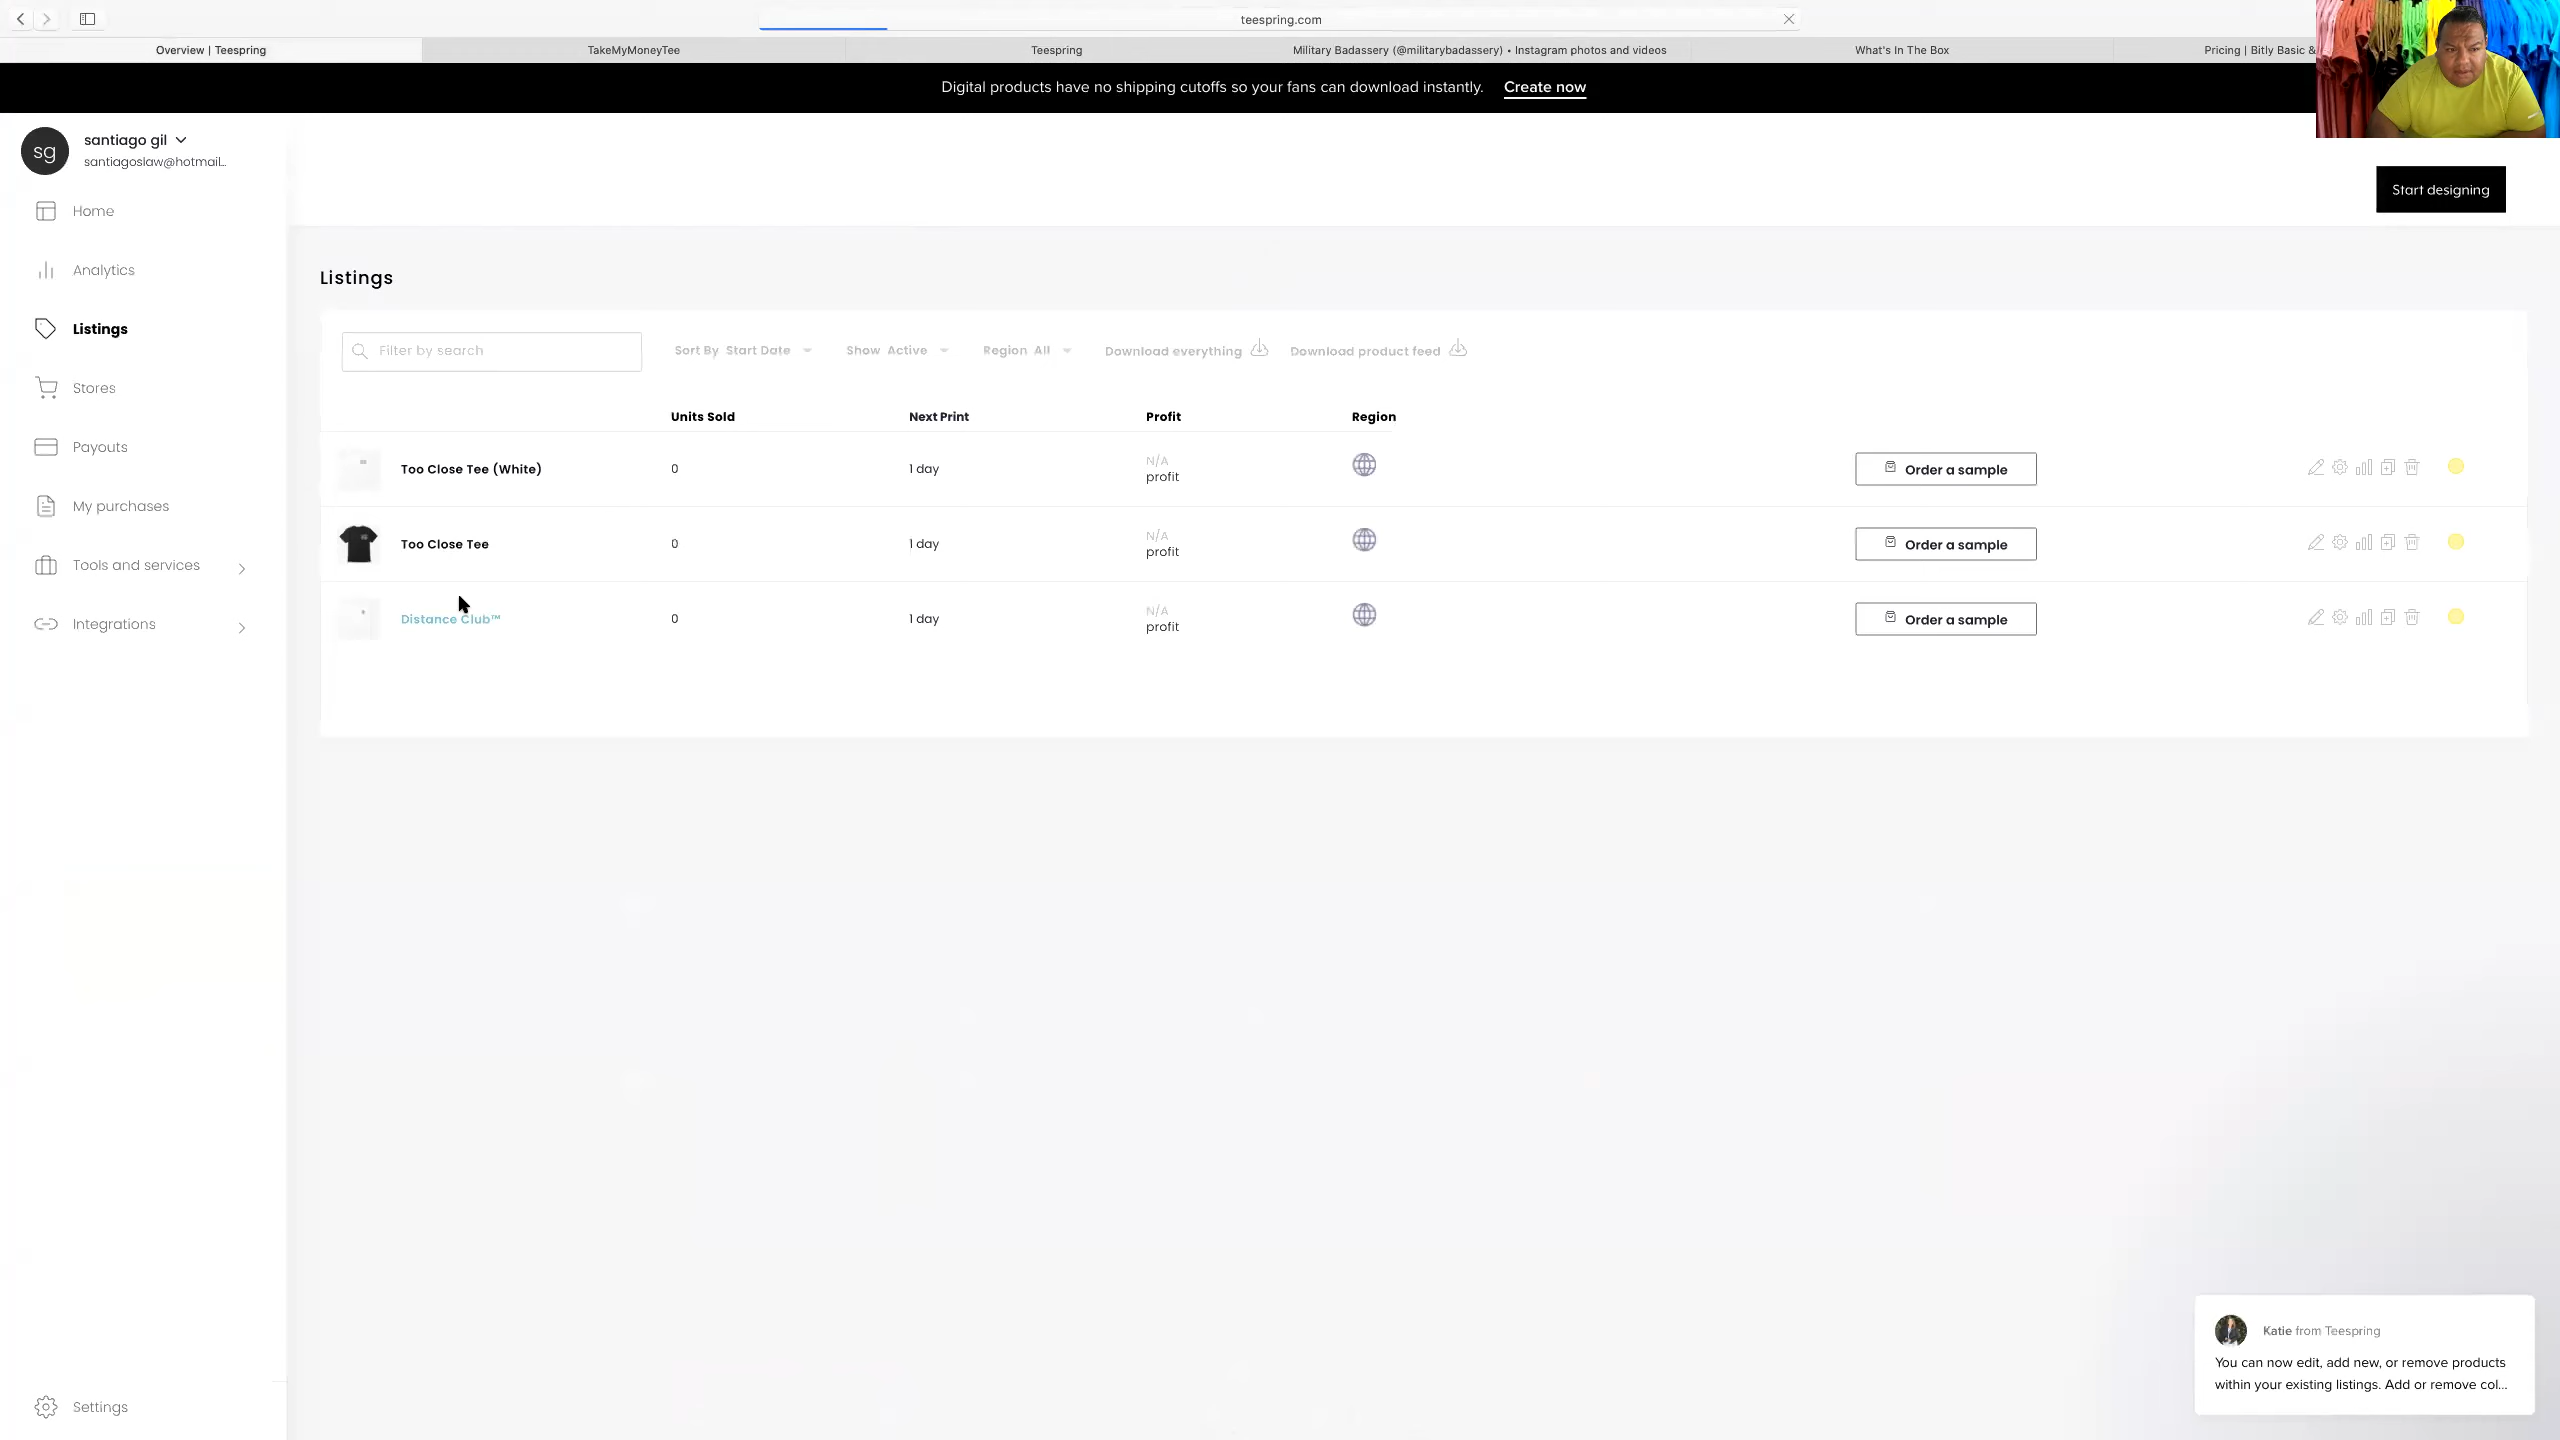 teespring.com
Overview | Teespring
TakeMyMoneyTee
Teespring
Military Badassery (@militarybadassery) • Instagram photos and videos
What's In The Box
Pricing | Bitly Basic &
Digital products have no shipping cutoffs so your fans can download instantly. Create now
sg
santiago gil
santiagoslaw@hotmail...
Start designing
Home
Analytics
Listings
Stores
Payouts
My purchases
Tools and services
Integrations
Settings
Listings
Filter by search
Sort By Start Date
Show Active
Region All
Download everything
Download product feed
Units Sold Next Print Profit Region
Too Close Tee (White) 0 1 day N/A profit Order a sample
Too Close Tee 0 1 day N/A profit Order a sample
Distance Club™ 0 1 day N/A profit Order a sample
Katie from Teespring
You can now edit, add new, or remove products
within your existing listings. Add or remove col...